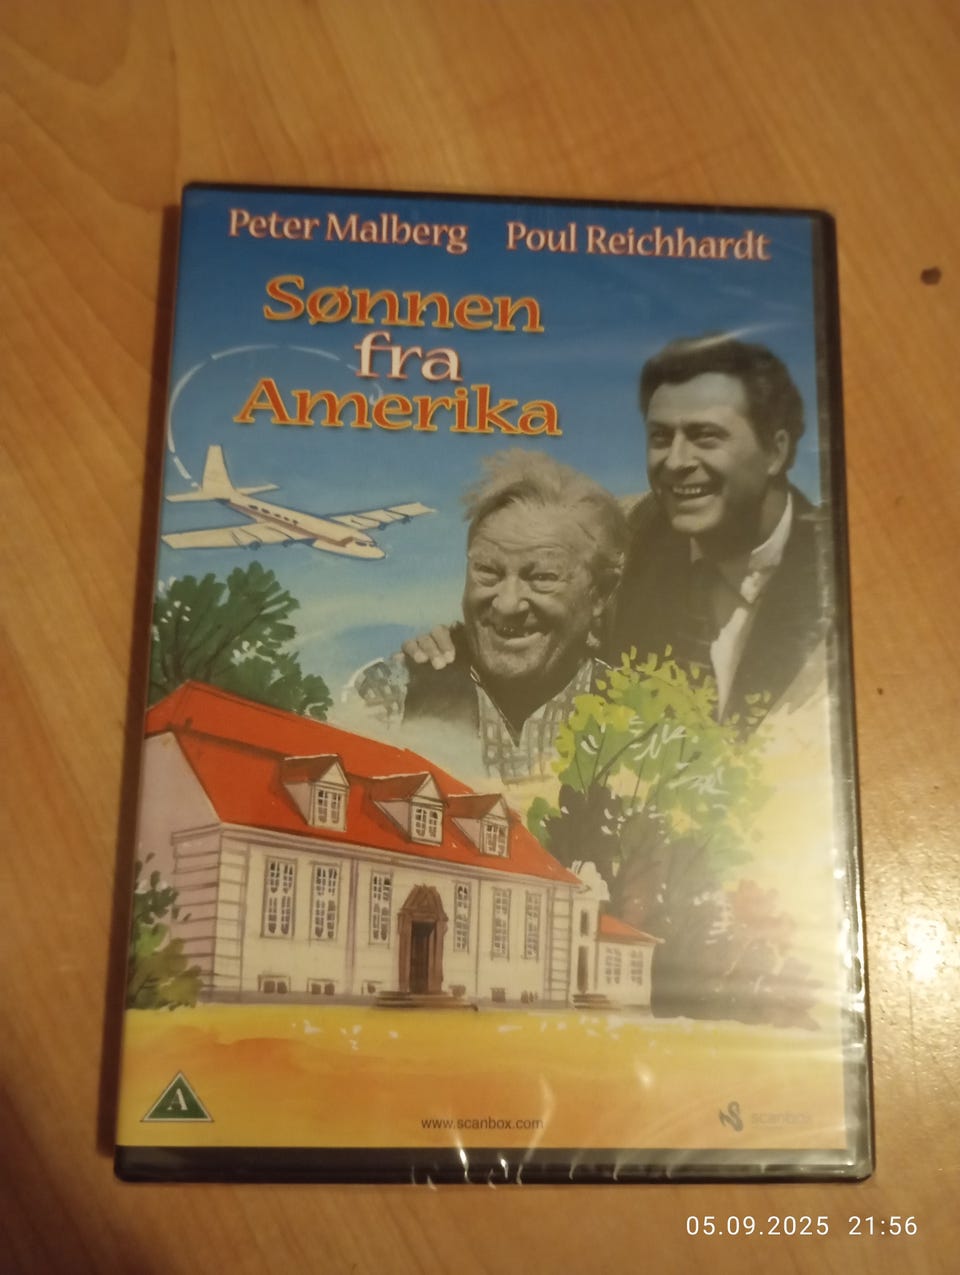 Peter Malberg Poul Reichhardt
Sønnen
fra
Amerika
A
www.scanbox.com
scanbox
05.09.2025 21:56